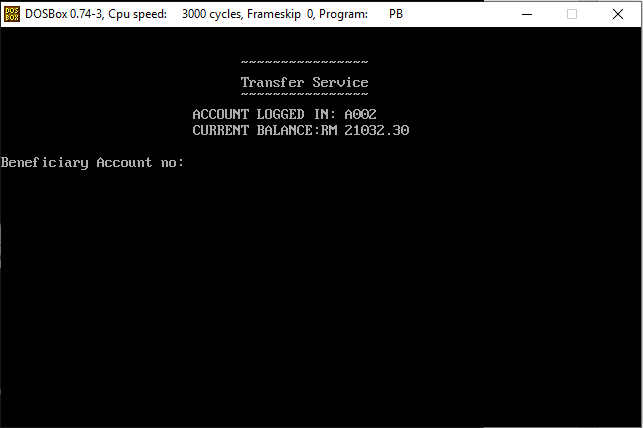 DOSBox 0.74-3, Cpu speed: 3000 cycles, Frameskip 0, Program: PB
~~~~~~~~~~~~~~~~
Transfer Service
~~~~~~~~~~~~~~~~
ACCOUNT LOGGED IN: A002
CURRENT BALANCE:RM 21032.30
Beneficiary Account no: